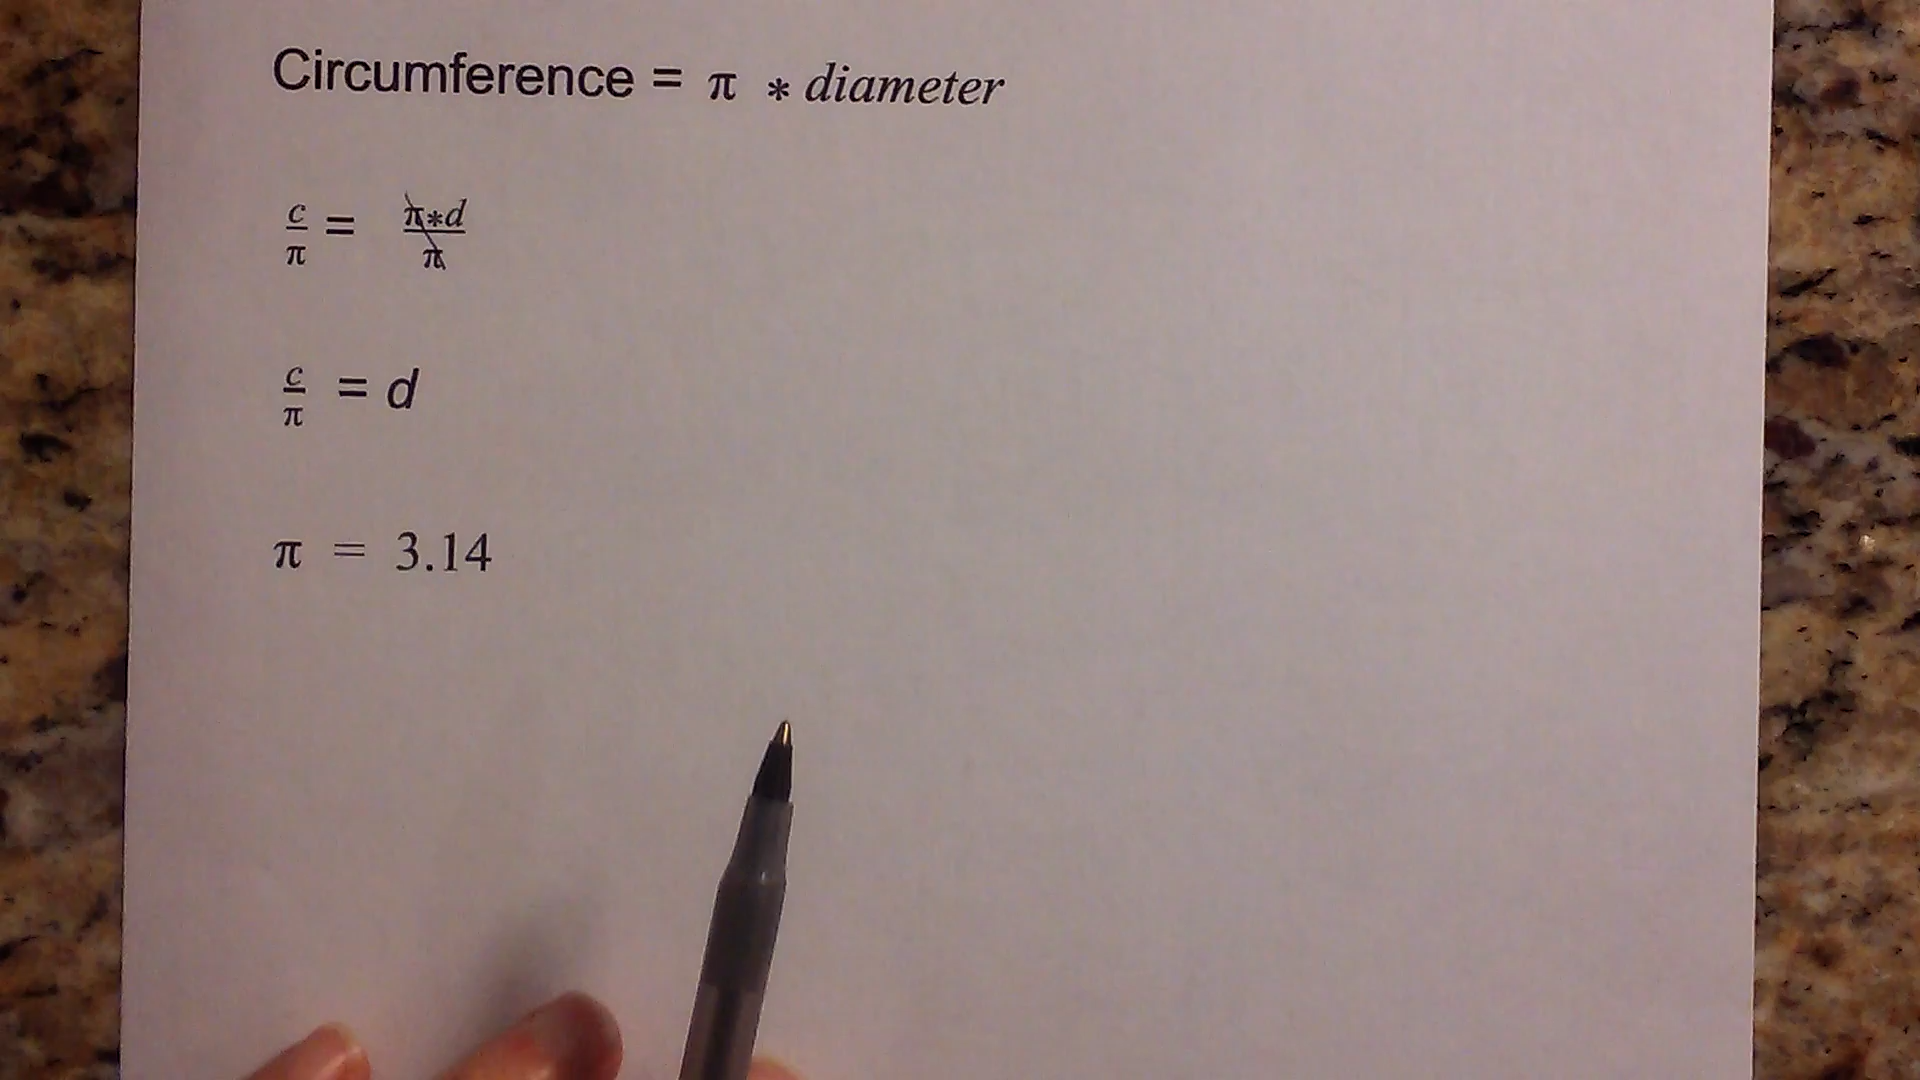 Circumference = π * diameter
c/π = π*d/π
c/π = d
π = 3.14